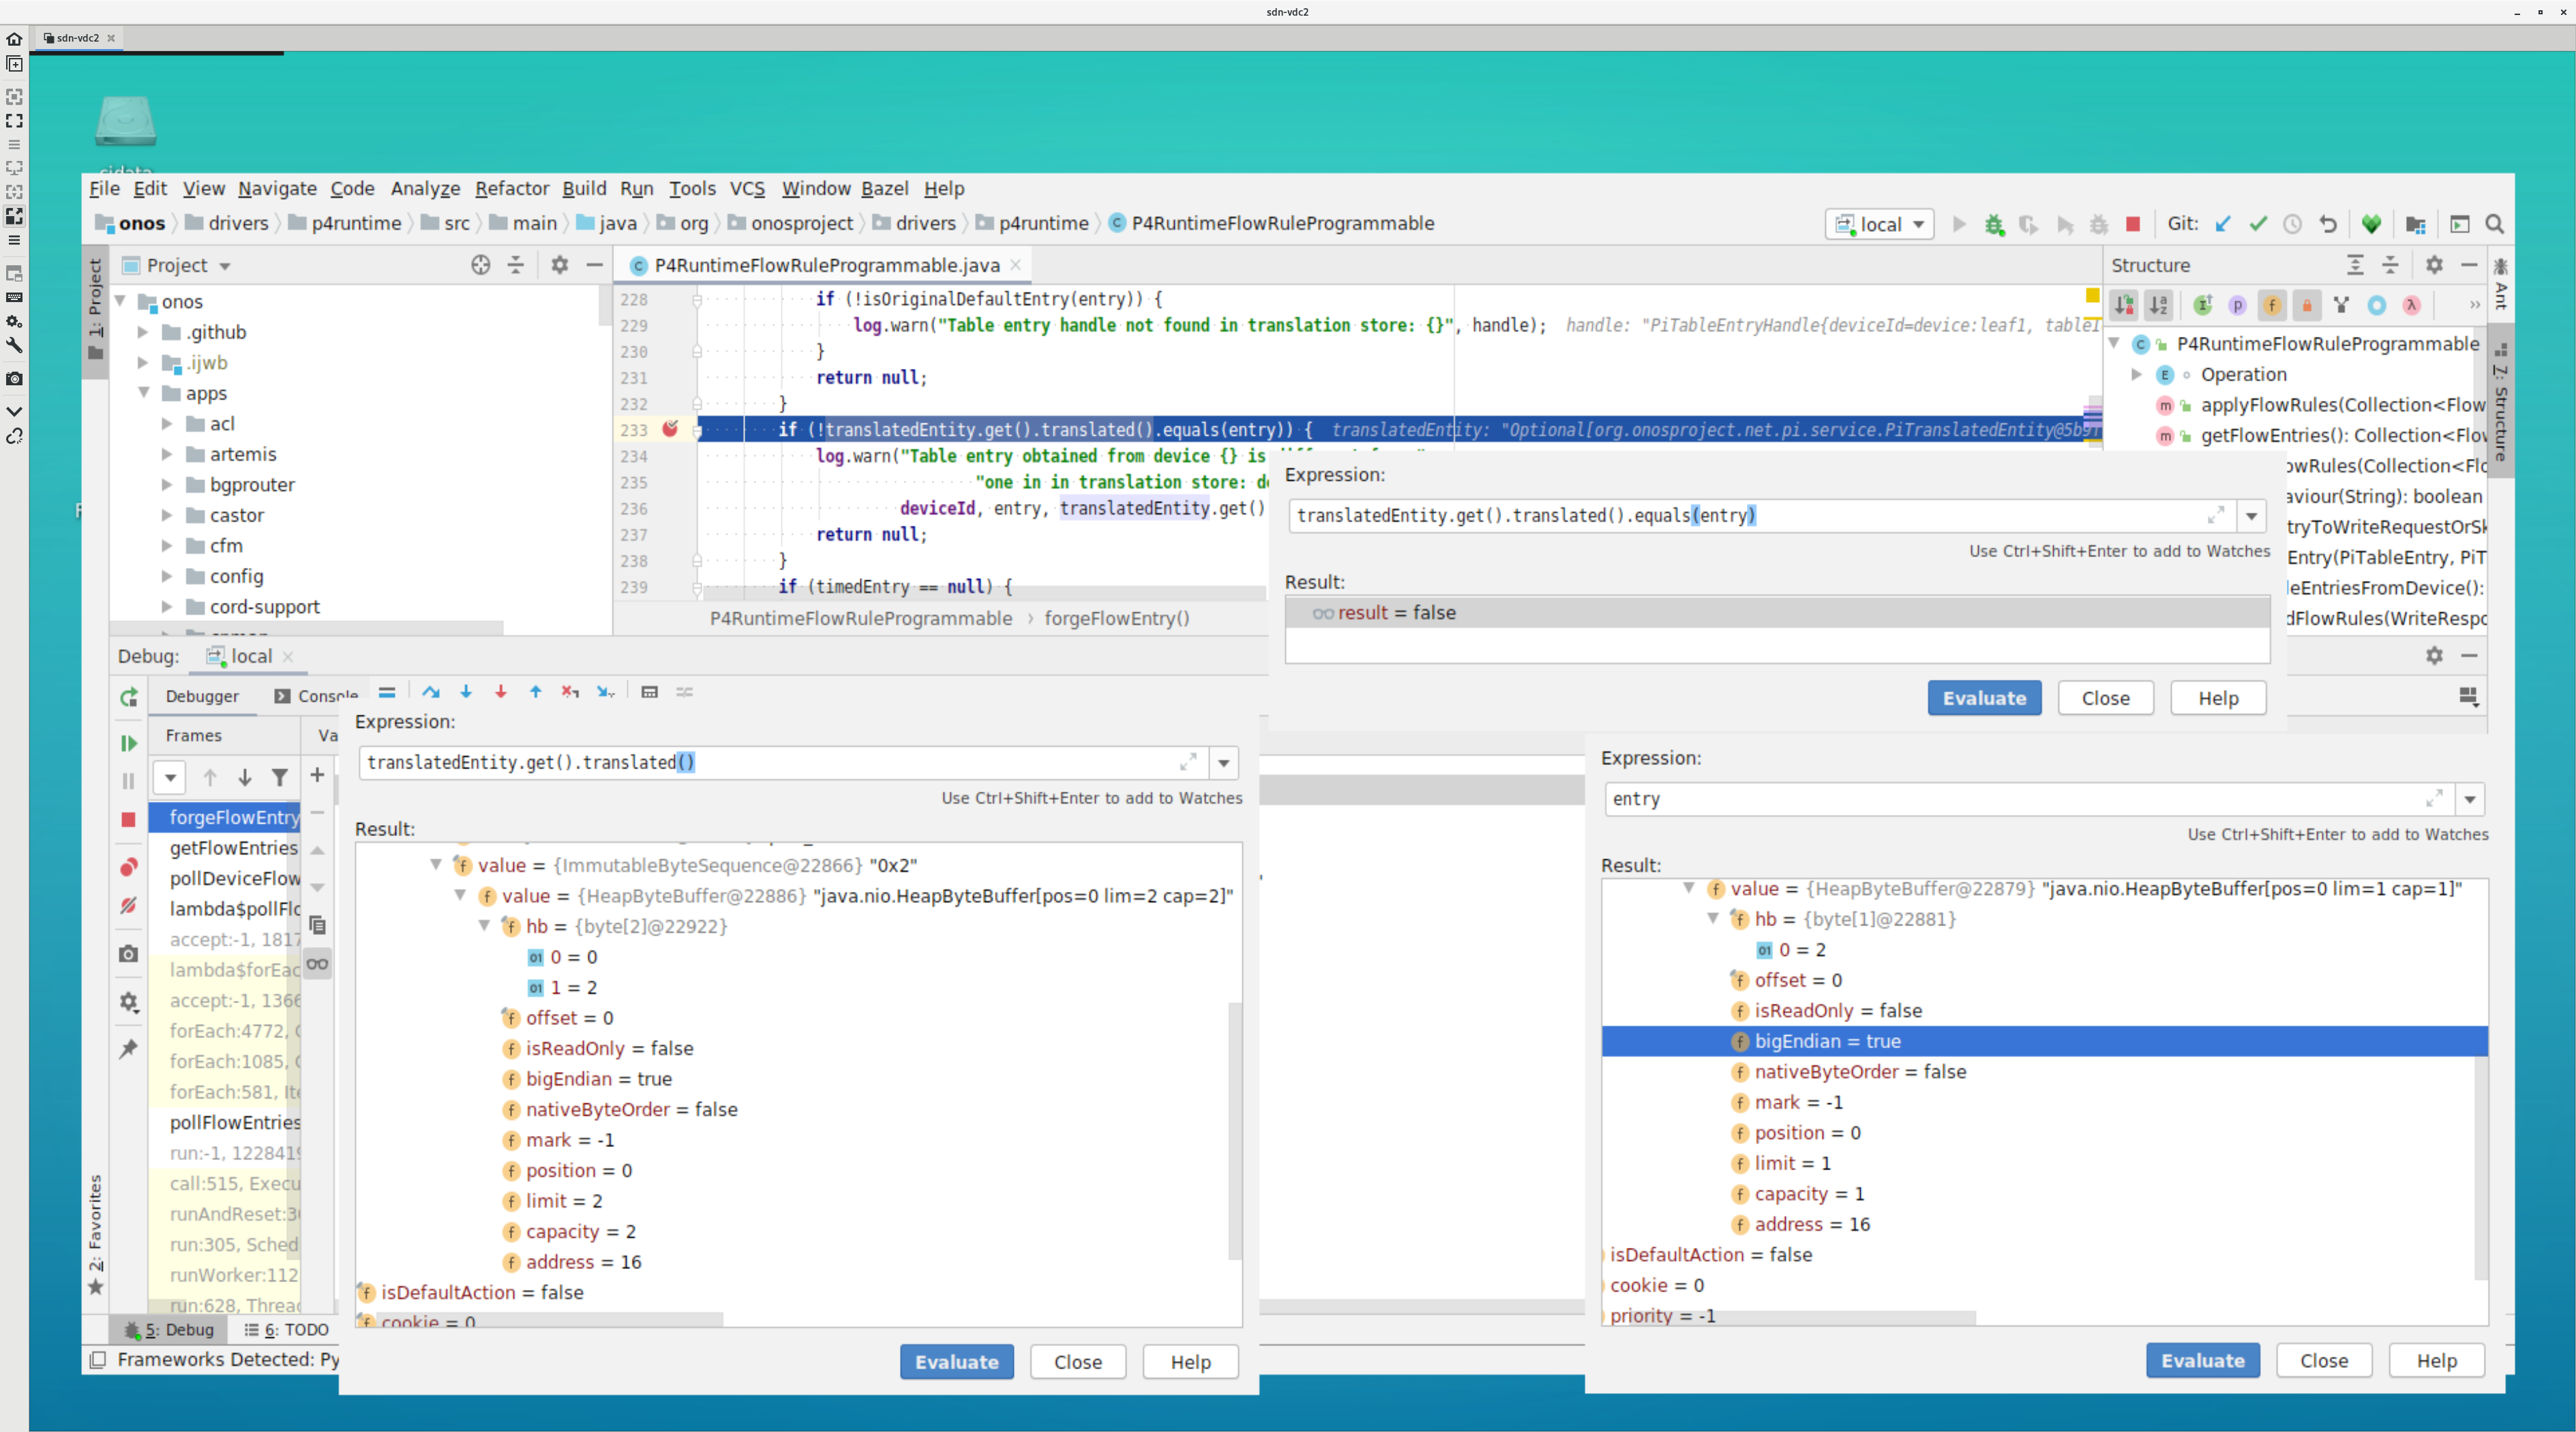 sdn-vdc2
sdn-vdc2
File Edit View Navigate Code Analyze Refactor Build Run Tools VCS Window Bazel Help
onos drivers p4runtime src main java org onosproject drivers p4runtime P4RuntimeFlowRuleProgrammable
local
Git:
1: Project
Project
onos
.github
.ijwb
apps
acl
artemis
bgprouter
castor
cfm
config
cord-support
P4RuntimeFlowRuleProgrammable.java
228 if (!isOriginalDefaultEntry(entry)) {
229 log.warn("Table entry handle not found in translation store: {}", handle); handle: "PiTableEntryHandle{deviceId=device:leaf1, tableI
230 }
231 return null;
232 }
233 if (!translatedEntity.get().translated().equals(entry)) { translatedEntity: "Optional[org.onosproject.net.pi.service.PiTranslatedEntity@5b91
234 log.warn("Table entry obtained from device {} is
235 "one in in translation store: d
236 deviceId, entry, translatedEntity.get()
237 return null;
238 }
239 if (timedEntry == null) {
P4RuntimeFlowRuleProgrammable › forgeFlowEntry()
Structure
P4RuntimeFlowRuleProgrammable
Operation
applyFlowRules(Collection<Flow
getFlowEntries(): Collection<Flow
owRules(Collection<Flo
aviour(String): boolean
tryToWriteRequestOrSk
Entry(PiTableEntry, PiT
leEntriesFromDevice():
dFlowRules(WriteRespo
Ant
Z: Structure
Expression:
translatedEntity.get().translated().equals(entry)
Use Ctrl+Shift+Enter to add to Watches
Result:
result = false
Evaluate Close Help
Debug: local
Debugger Console
Frames Va
forgeFlowEntry
getFlowEntries
pollDeviceFlow
lambda$pollFlo
accept:-1, 1817
lambda$forEac
accept:-1, 1366
forEach:4772, C
forEach:1085, C
forEach:581, Ite
pollFlowEntries
run:-1, 1228419
call:515, Execu
runAndReset:30
run:305, Sched
runWorker:112
run:628, Thread
2: Favorites
5: Debug 6: TODO
Frameworks Detected: Py
Expression:
translatedEntity.get().translated()
Use Ctrl+Shift+Enter to add to Watches
Result:
value = {ImmutableByteSequence@22866} "0x2"
value = {HeapByteBuffer@22886} "java.nio.HeapByteBuffer[pos=0 lim=2 cap=2]"
hb = {byte[2]@22922}
0 = 0
1 = 2
offset = 0
isReadOnly = false
bigEndian = true
nativeByteOrder = false
mark = -1
position = 0
limit = 2
capacity = 2
address = 16
isDefaultAction = false
cookie = 0
Evaluate Close Help
Expression:
entry
Use Ctrl+Shift+Enter to add to Watches
Result:
value = {HeapByteBuffer@22879} "java.nio.HeapByteBuffer[pos=0 lim=1 cap=1]"
hb = {byte[1]@22881}
0 = 2
offset = 0
isReadOnly = false
bigEndian = true
nativeByteOrder = false
mark = -1
position = 0
limit = 1
capacity = 1
address = 16
isDefaultAction = false
cookie = 0
priority = -1
Evaluate Close Help